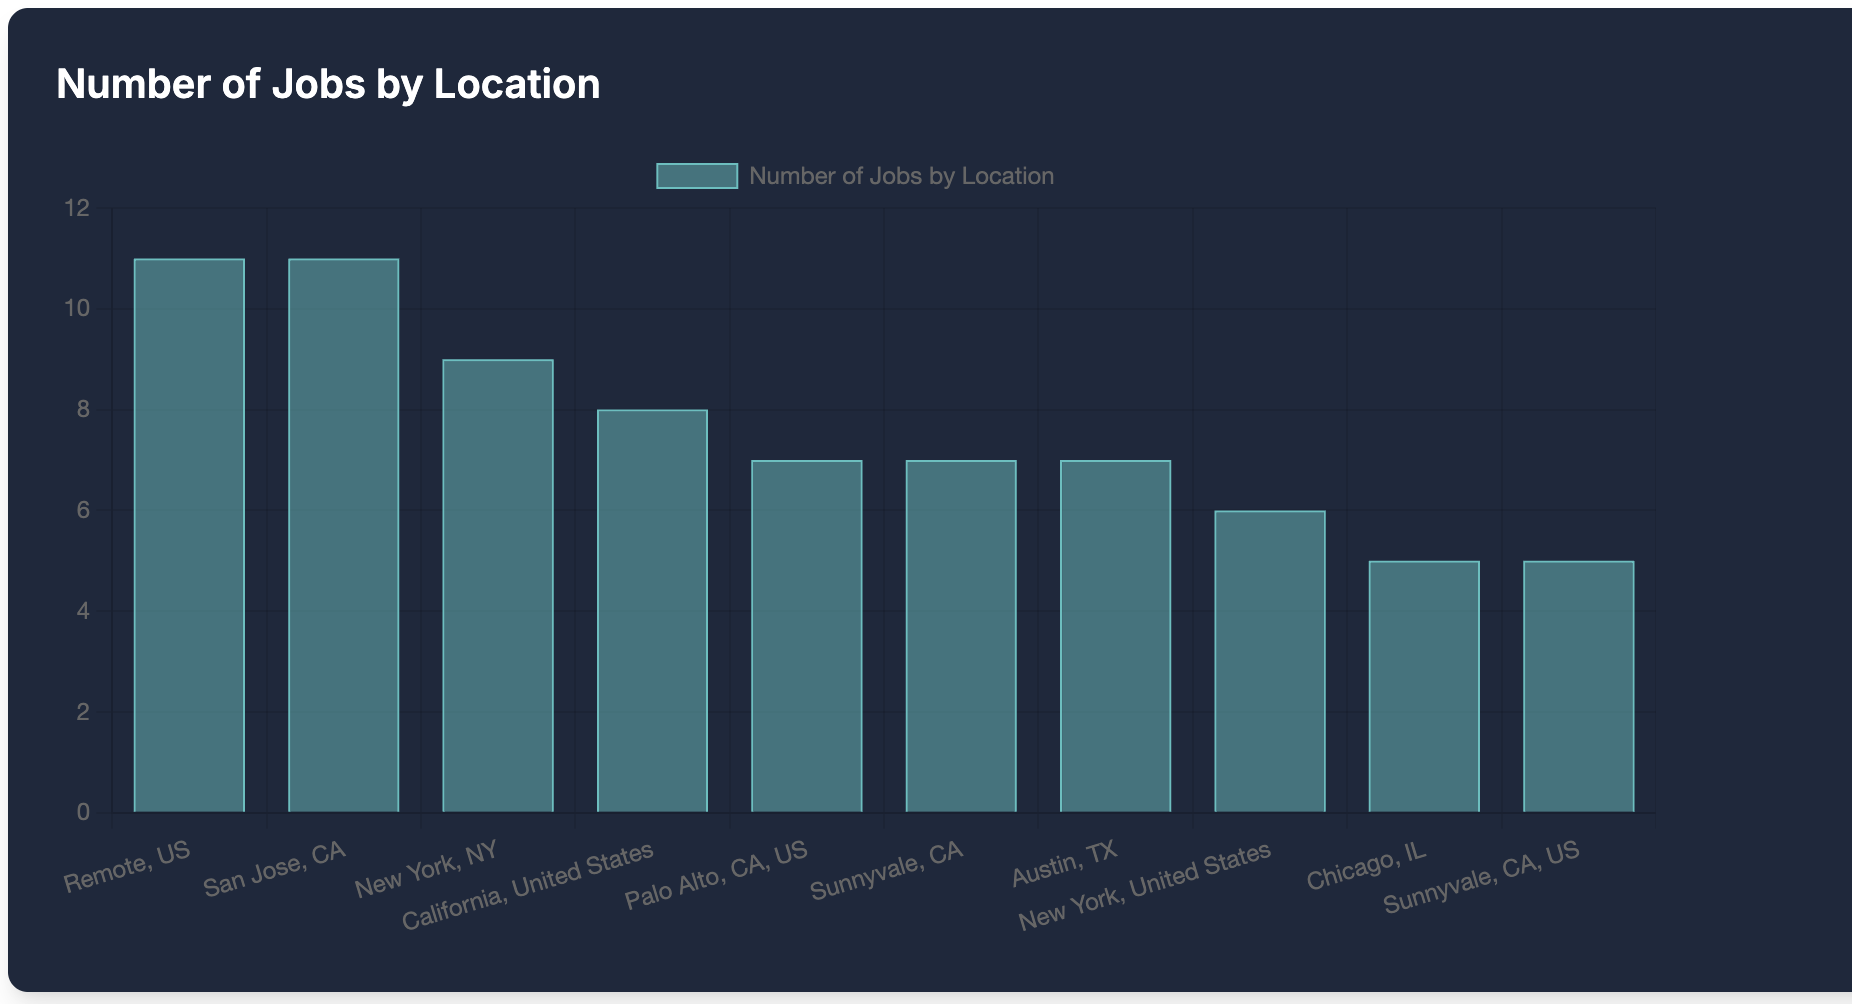 Number of Jobs by Location
Number of Jobs by Location
12
10
8
6
4
2
0
Remote, US
San Jose, CA
New York, NY
California, United States
Palo Alto, CA, US
Sunnyvale, CA
Austin, TX
New York, United States
Chicago, IL
Sunnyvale, CA, US